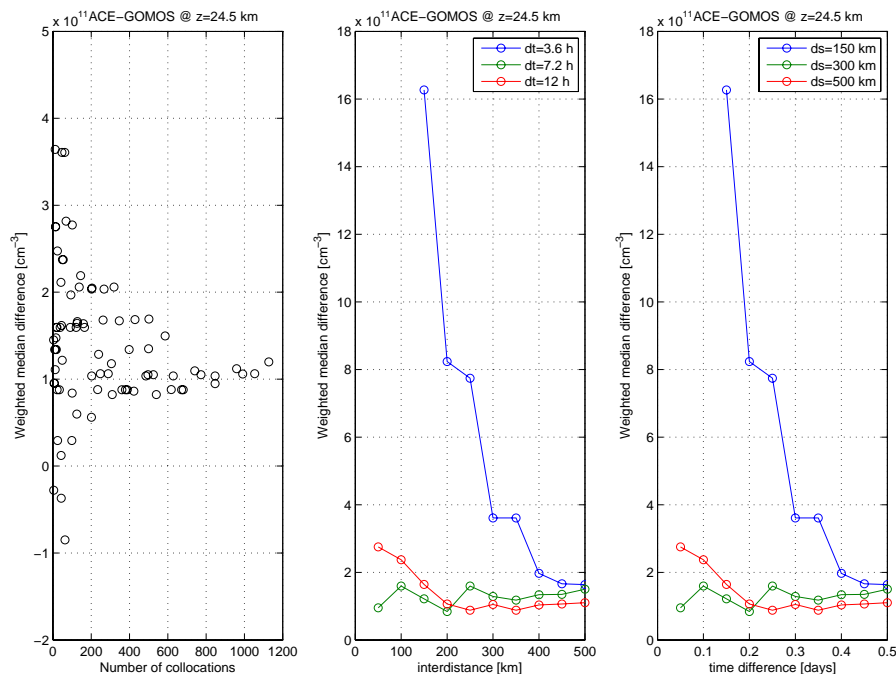 x 10^11 ACE-GOMOS @ z=24.5 km
5
4
3
2
1
0
−1
−2
Weighted median difference [cm^-3]
0 200 400 600 800 1000 1200
Number of collocations
x 10^11 ACE-GOMOS @ z=24.5 km
dt=3.6 h
dt=7.2 h
dt=12 h
18
16
14
12
10
8
6
4
2
0
Weighted median difference [cm^-3]
0 100 200 300 400 500
interdistance [km]
x 10^11 ACE-GOMOS @ z=24.5 km
ds=150 km
ds=300 km
ds=500 km
18
16
14
12
10
8
6
4
2
0
Weighted median difference [cm^-3]
0 0.1 0.2 0.3 0.4 0.5
time difference [days]